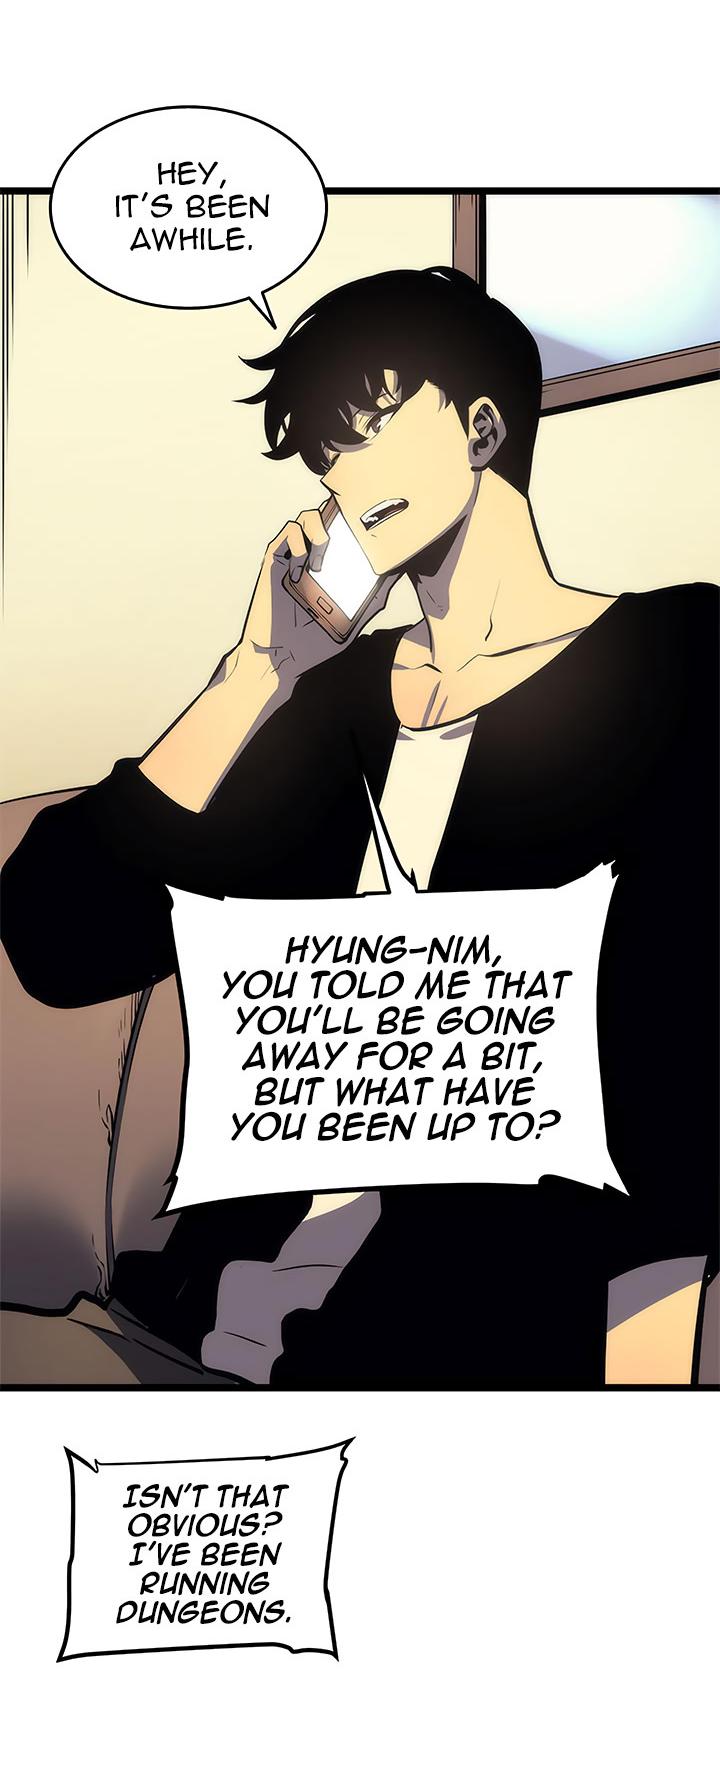 HEY,
IT'S BEEN
AWHILE.
HYUNG-NIM,
YOU TOLD ME THAT
YOU'LL BE GOING
AWAY FOR A BIT,
BUT WHAT HAVE
YOU BEEN UP TO?
ISN'T THAT
OBVIOUS?
I'VE BEEN
RUNNING
DUNGEONS.